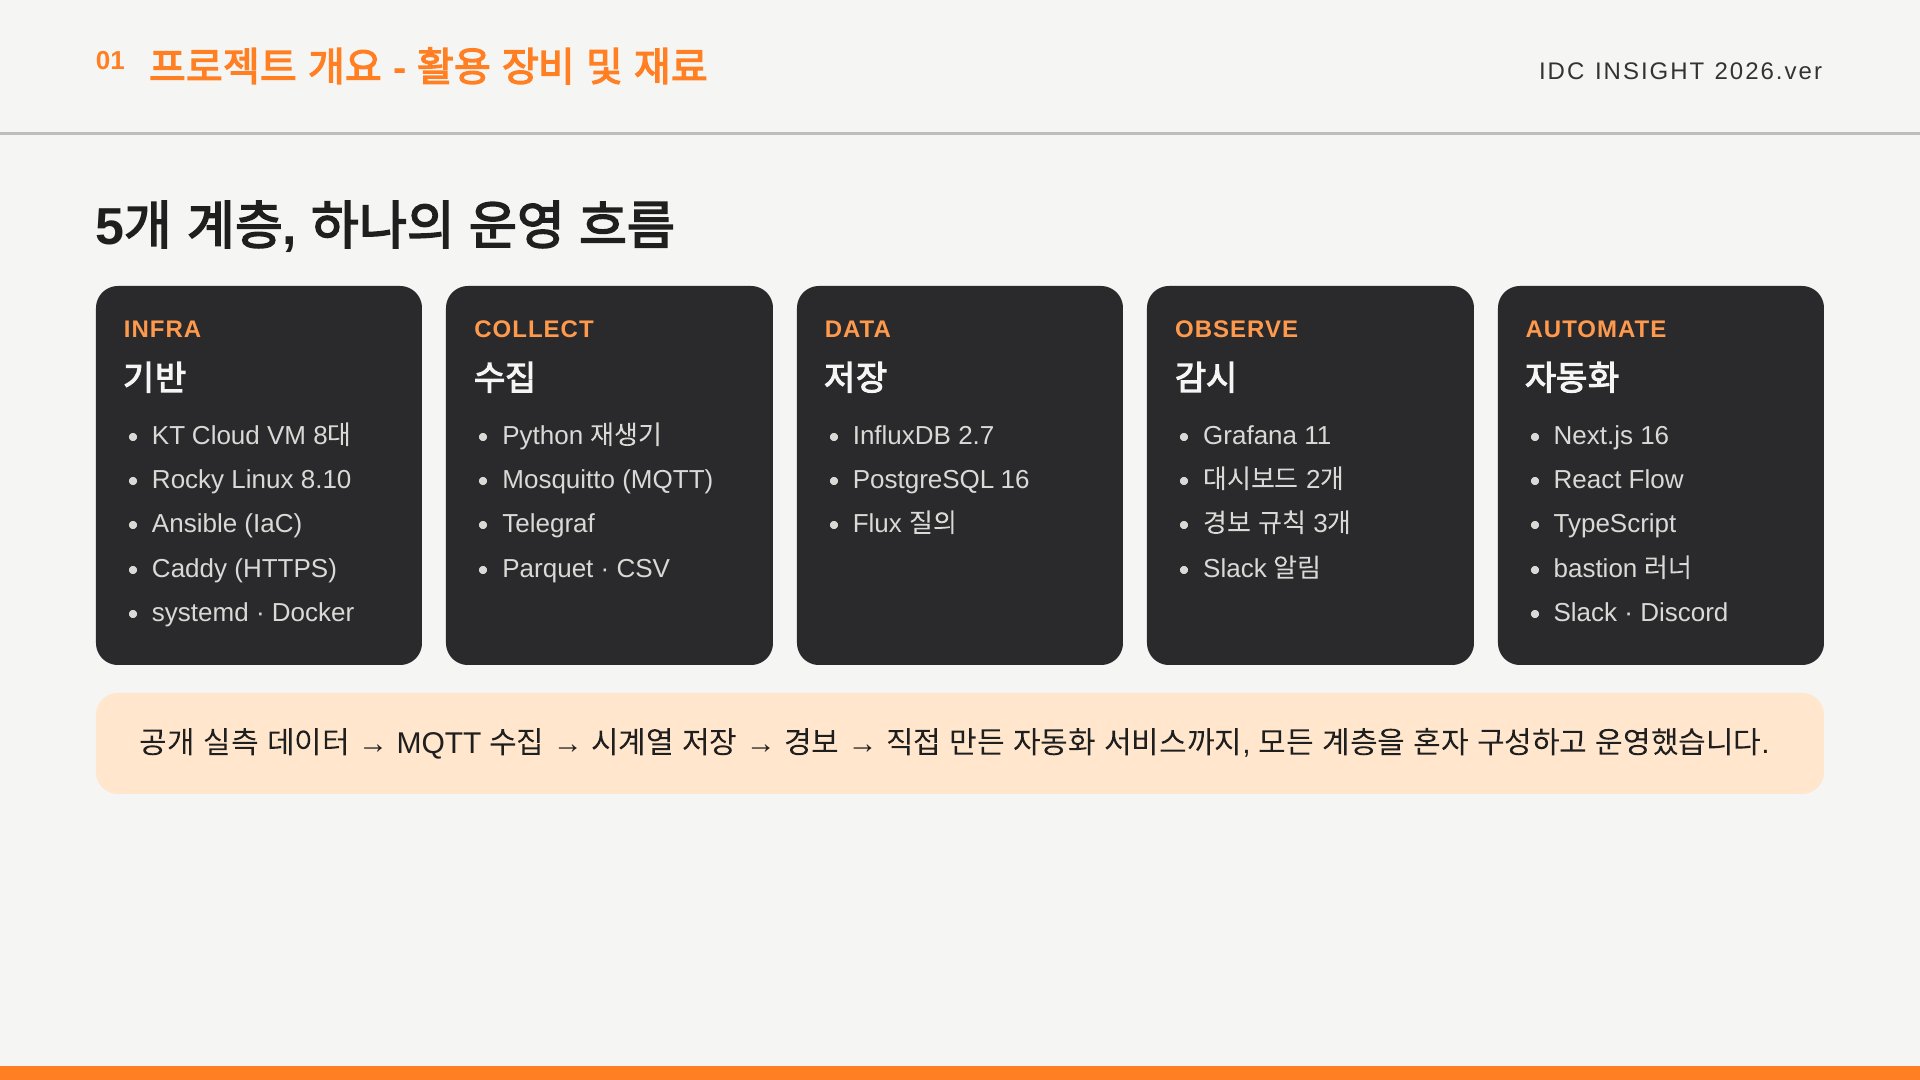 01 프로젝트 개요 - 활용 장비 및 재료
IDC INSIGHT 2026.ver
5개 계층, 하나의 운영 흐름
INFRA
기반
• KT Cloud VM 8대
• Rocky Linux 8.10
• Ansible (IaC)
• Caddy (HTTPS)
• systemd · Docker
COLLECT
수집
• Python 재생기
• Mosquitto (MQTT)
• Telegraf
• Parquet · CSV
DATA
저장
• InfluxDB 2.7
• PostgreSQL 16
• Flux 질의
OBSERVE
감시
• Grafana 11
• 대시보드 2개
• 경보 규칙 3개
• Slack 알림
AUTOMATE
자동화
• Next.js 16
• React Flow
• TypeScript
• bastion 러너
• Slack · Discord
공개 실측 데이터 → MQTT 수집 → 시계열 저장 → 경보 → 직접 만든 자동화 서비스까지, 모든 계층을 혼자 구성하고 운영했습니다.